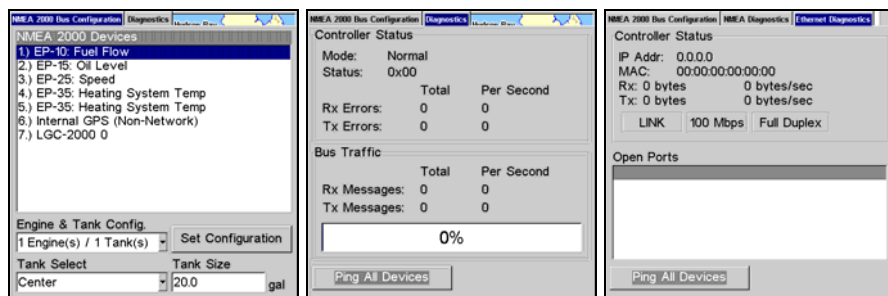 NMEA 2000 Bus Configuration Diagnostics
NMEA 2000 Devices
1.) EP-10: Fuel Flow
2.) EP-15: Oil Level
3.) EP-25: Speed
4.) EP-35: Heating System Temp
5.) EP-35: Heating System Temp
6.) Internal GPS (Non-Network)
7.) LGC-2000 0
Engine & Tank Config.
1 Engine(s) / 1 Tank(s) Set Configuration
Tank Select Tank Size
Center 20.0 gal
NMEA 2000 Bus Configuration Diagnostics
Controller Status
Mode: Normal
Status: 0x00
Total Per Second
Rx Errors: 0 0
Tx Errors: 0 0
Bus Traffic
Total Per Second
Rx Messages: 0 0
Tx Messages: 0 0
0%
Ping All Devices
NMEA 2000 Bus Configuration NMEA Diagnostics Ethernet Diagnostics
Controller Status
IP Addr: 0.0.0.0
MAC: 00:00:00:00:00:00
Rx: 0 bytes 0 bytes/sec
Tx: 0 bytes 0 bytes/sec
LINK 100 Mbps Full Duplex
Open Ports
Ping All Devices